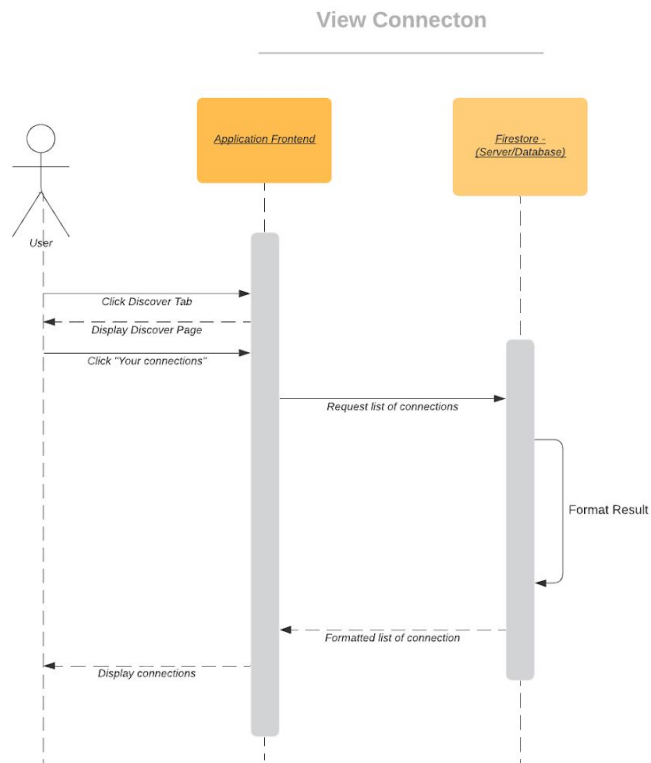 View Connecton
Application Frontend
Firestore -
(Server/Database)
User
Click Discover Tab
Display Discover Page
Click "Your connections"
Request list of connections
Format Result
Formatted list of connection
Display connections